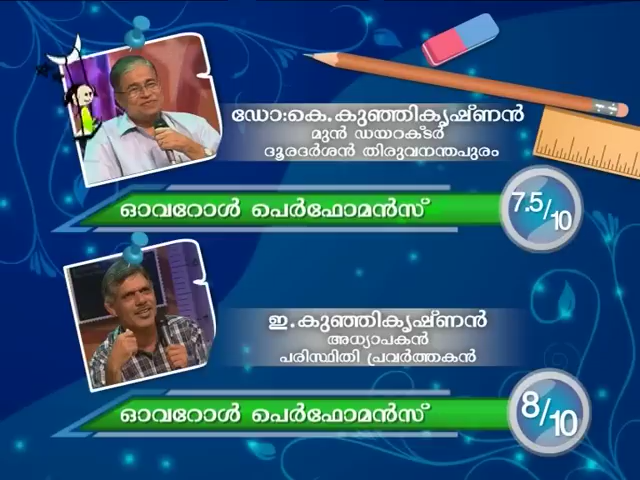 ഡോ:കെ.കുഞ്ഞികൃഷ്ണൻ
മുൻ ഡയറക്ടർ
ദൂരദർശൻ തിരുവനന്തപുരം
ഓവറോൾ പെർഫോമൻസ് 7.5/10
ഇ.കുഞ്ഞികൃഷ്ണൻ
അധ്യാപകൻ
പരിസ്ഥിതി പ്രവർത്തകൻ
ഓവറോൾ പെർഫോമൻസ് 8/10